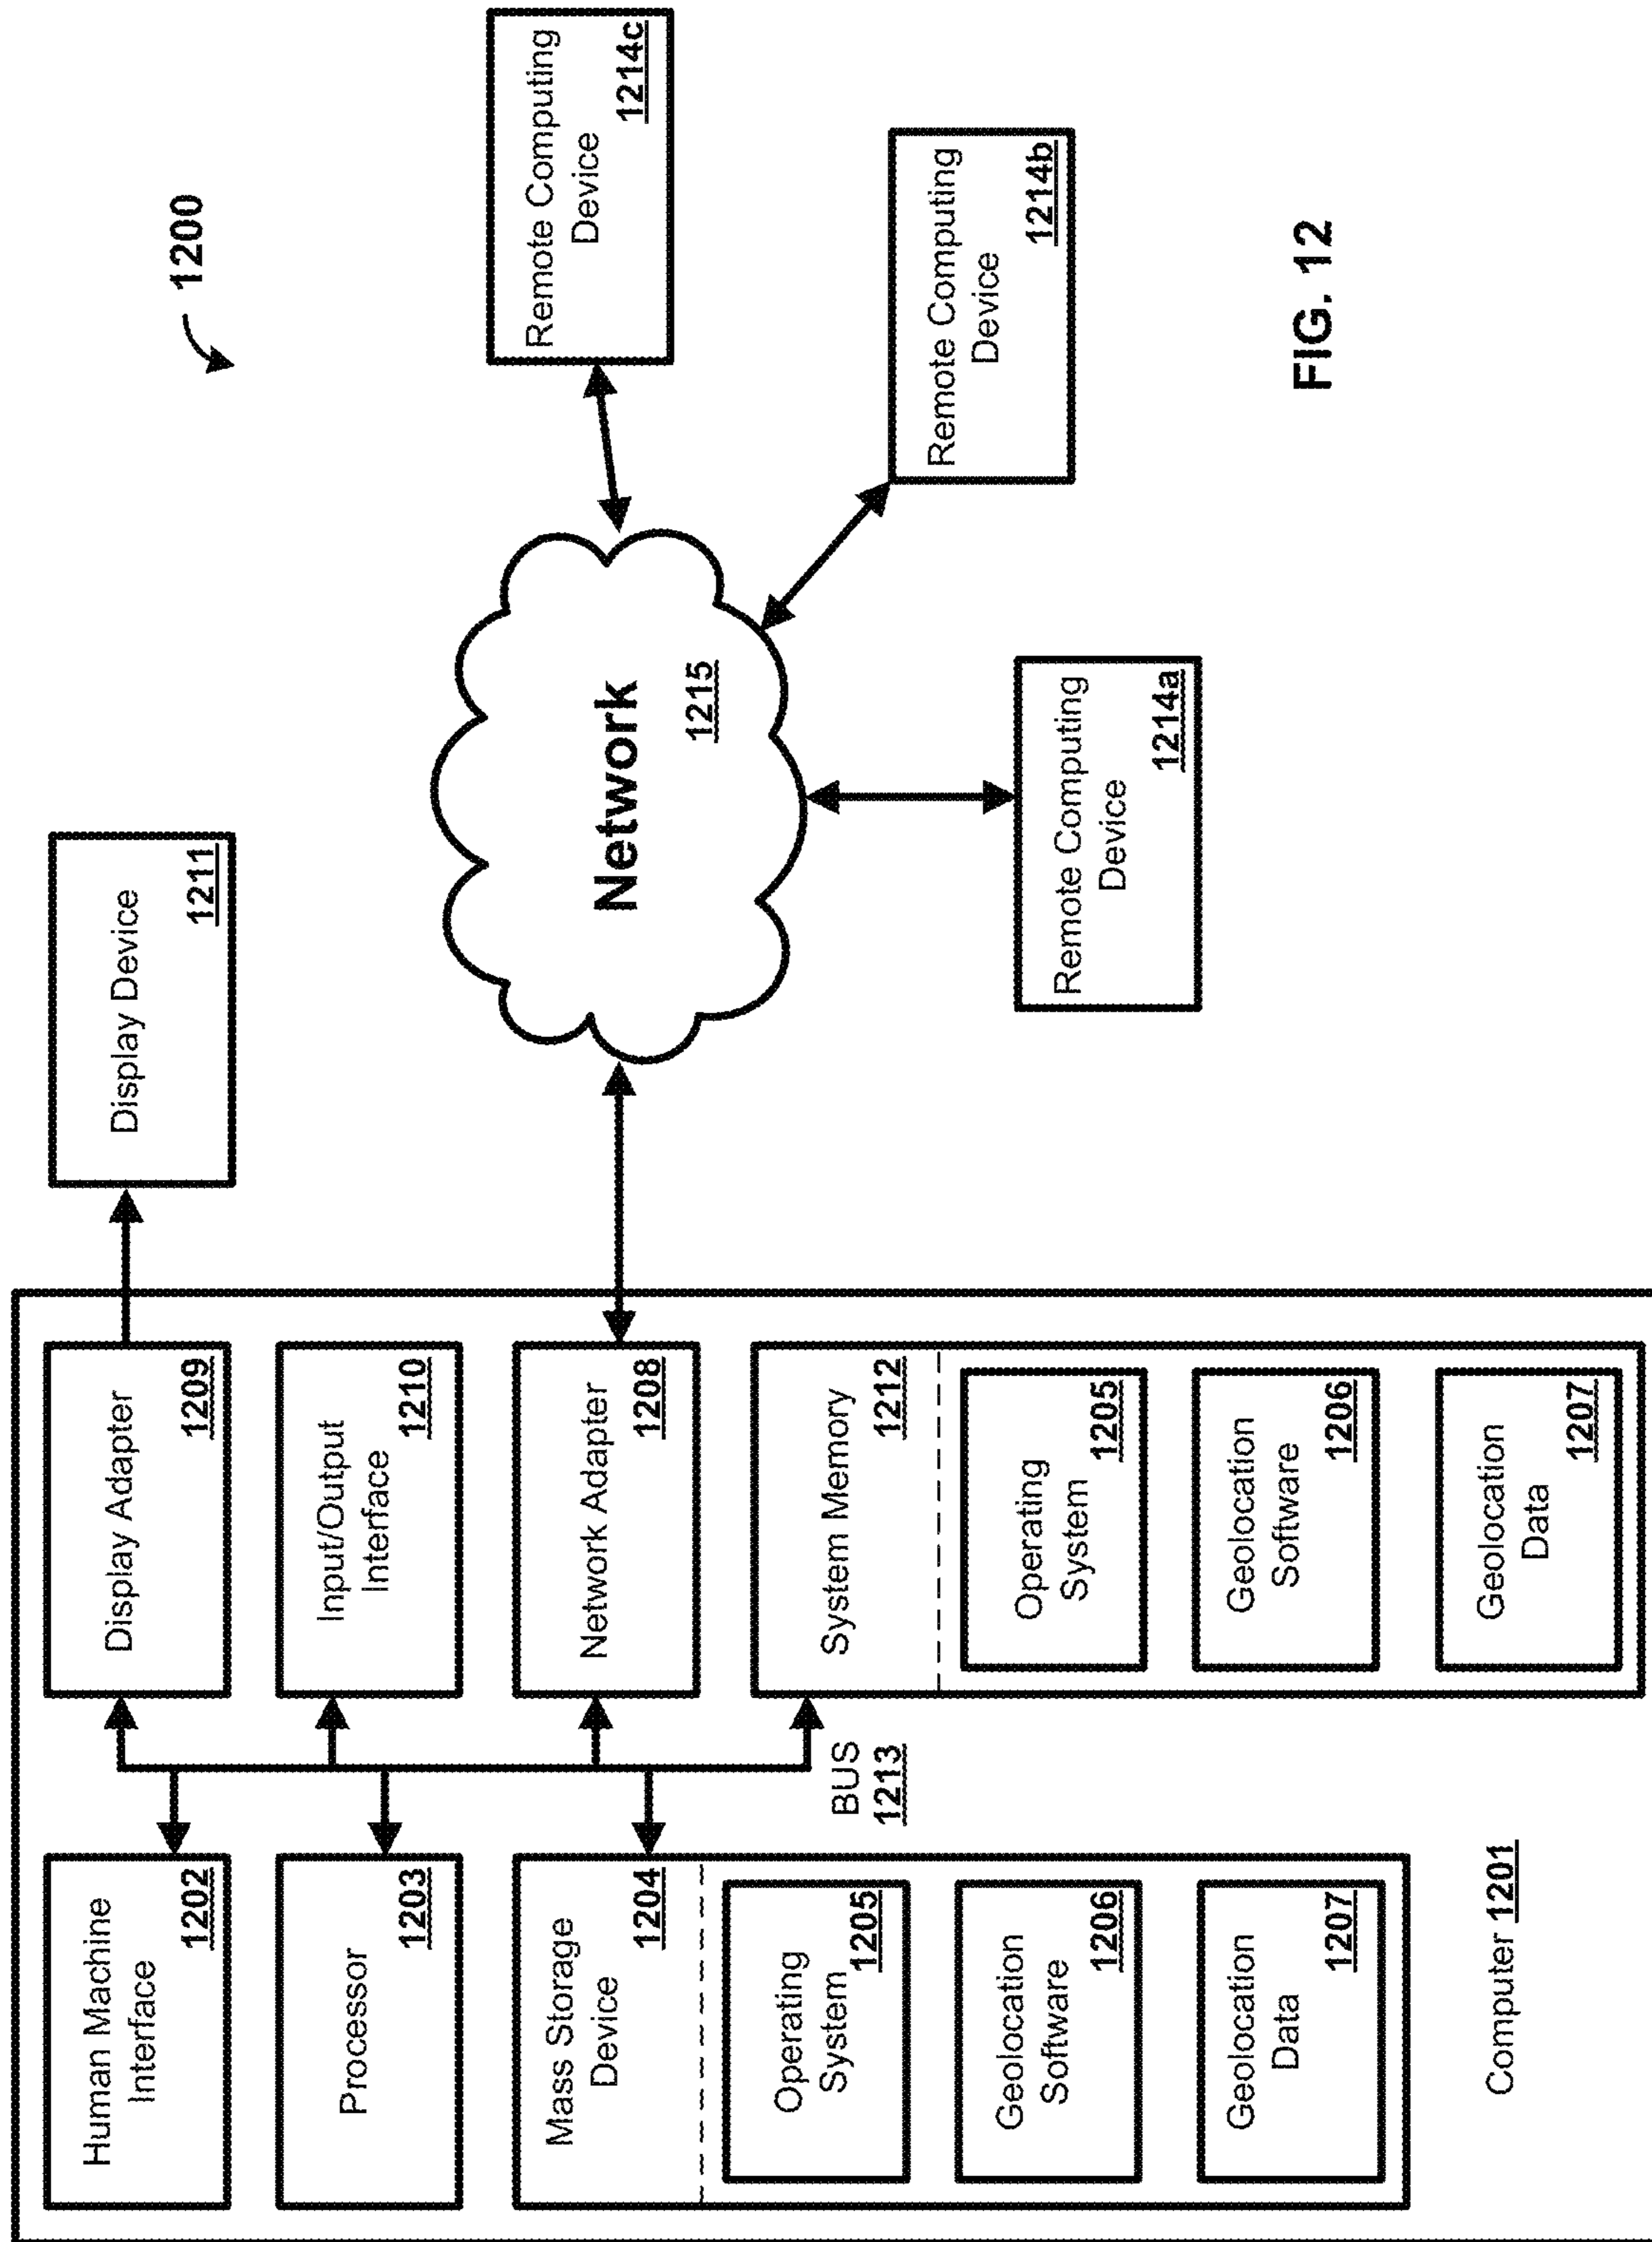 1200
Human Machine
Interface
1202
Processor
1203
Mass Storage
Device
1204
Operating
System
1205
Geolocation
Software
1206
Geolocation
Data
1207
Computer 1201
BUS
1213
Display Adapter
1209
Input/Output
Interface
1210
Network Adapter
1208
System Memory
1212
Operating
System
1205
Geolocation
Software
1206
Geolocation
Data
1207
Display Device
1211
Network
1215
Remote Computing
Device
1214a
Remote Computing
Device
1214b
Remote Computing
Device
1214c
FIG. 12